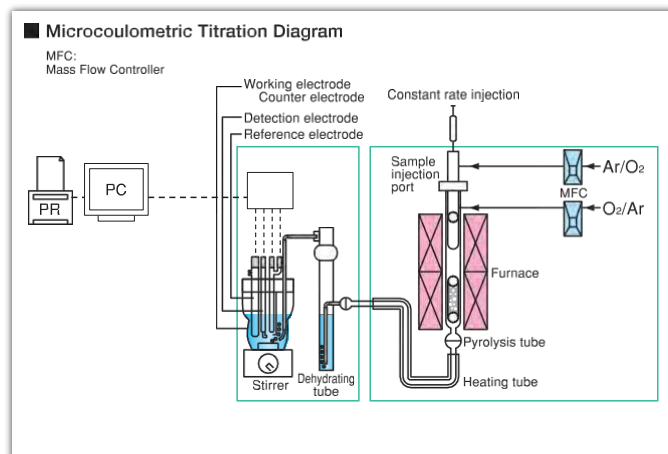 Microcoulometric Titration Diagram
MFC:
Mass Flow Controller
Working electrode
Counter electrode
Detection electrode
Reference electrode
Constant rate injection
Sample
injection
port
Ar/O₂
MFC
O₂/Ar
PC
PR
Furnace
Pyrolysis tube
Heating tube
Stirrer
Dehydrating
tube